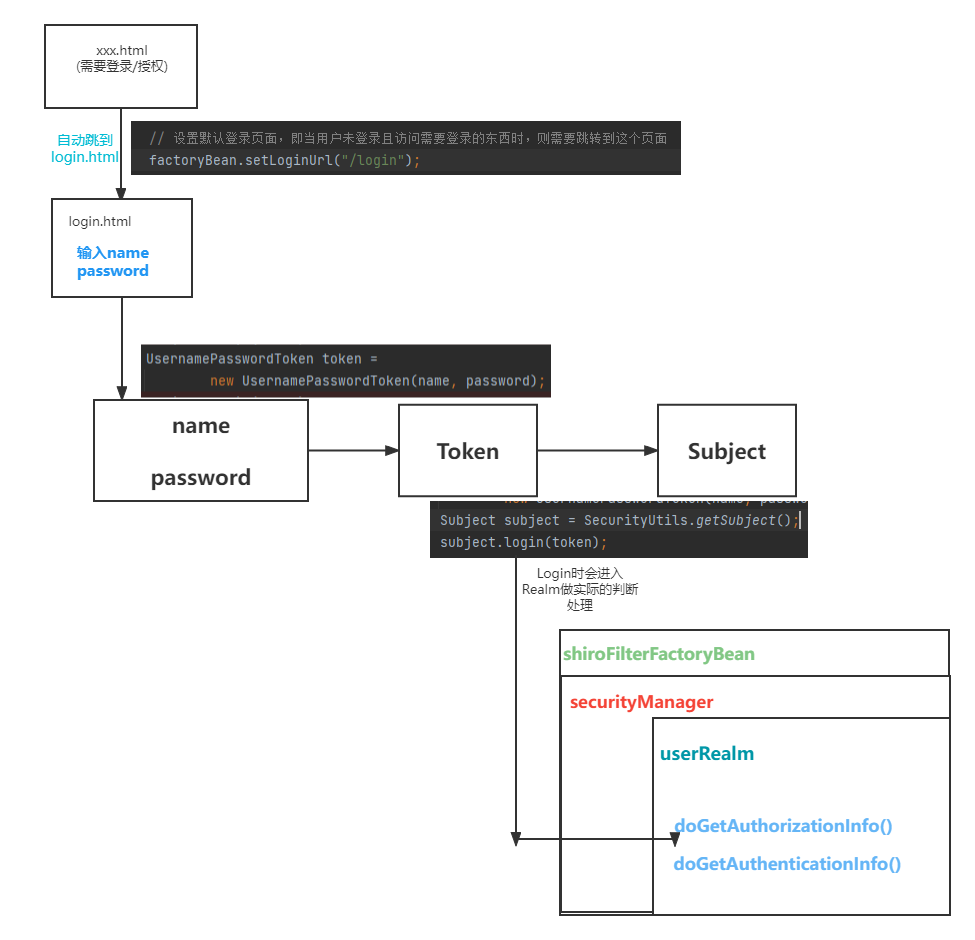 xxx.html
(需要登录/授权)
自动跳到
login.html
// 设置默认登录页面，即当用户未登录且访问需要登录的东西时，则需要跳转到这个页面
factoryBean.setLoginUrl("/login");
login.html
输入name
password
UsernamePasswordToken token =
new UsernamePasswordToken(name, password);
name
password
Token
Subject
Subject subject = SecurityUtils.getSubject();
subject.login(token);
Login时会进入
Realm做实际的判断
处理
shiroFilterFactoryBean
securityManager
userRealm
doGetAuthorizationInfo()
doGetAuthenticationInfo()